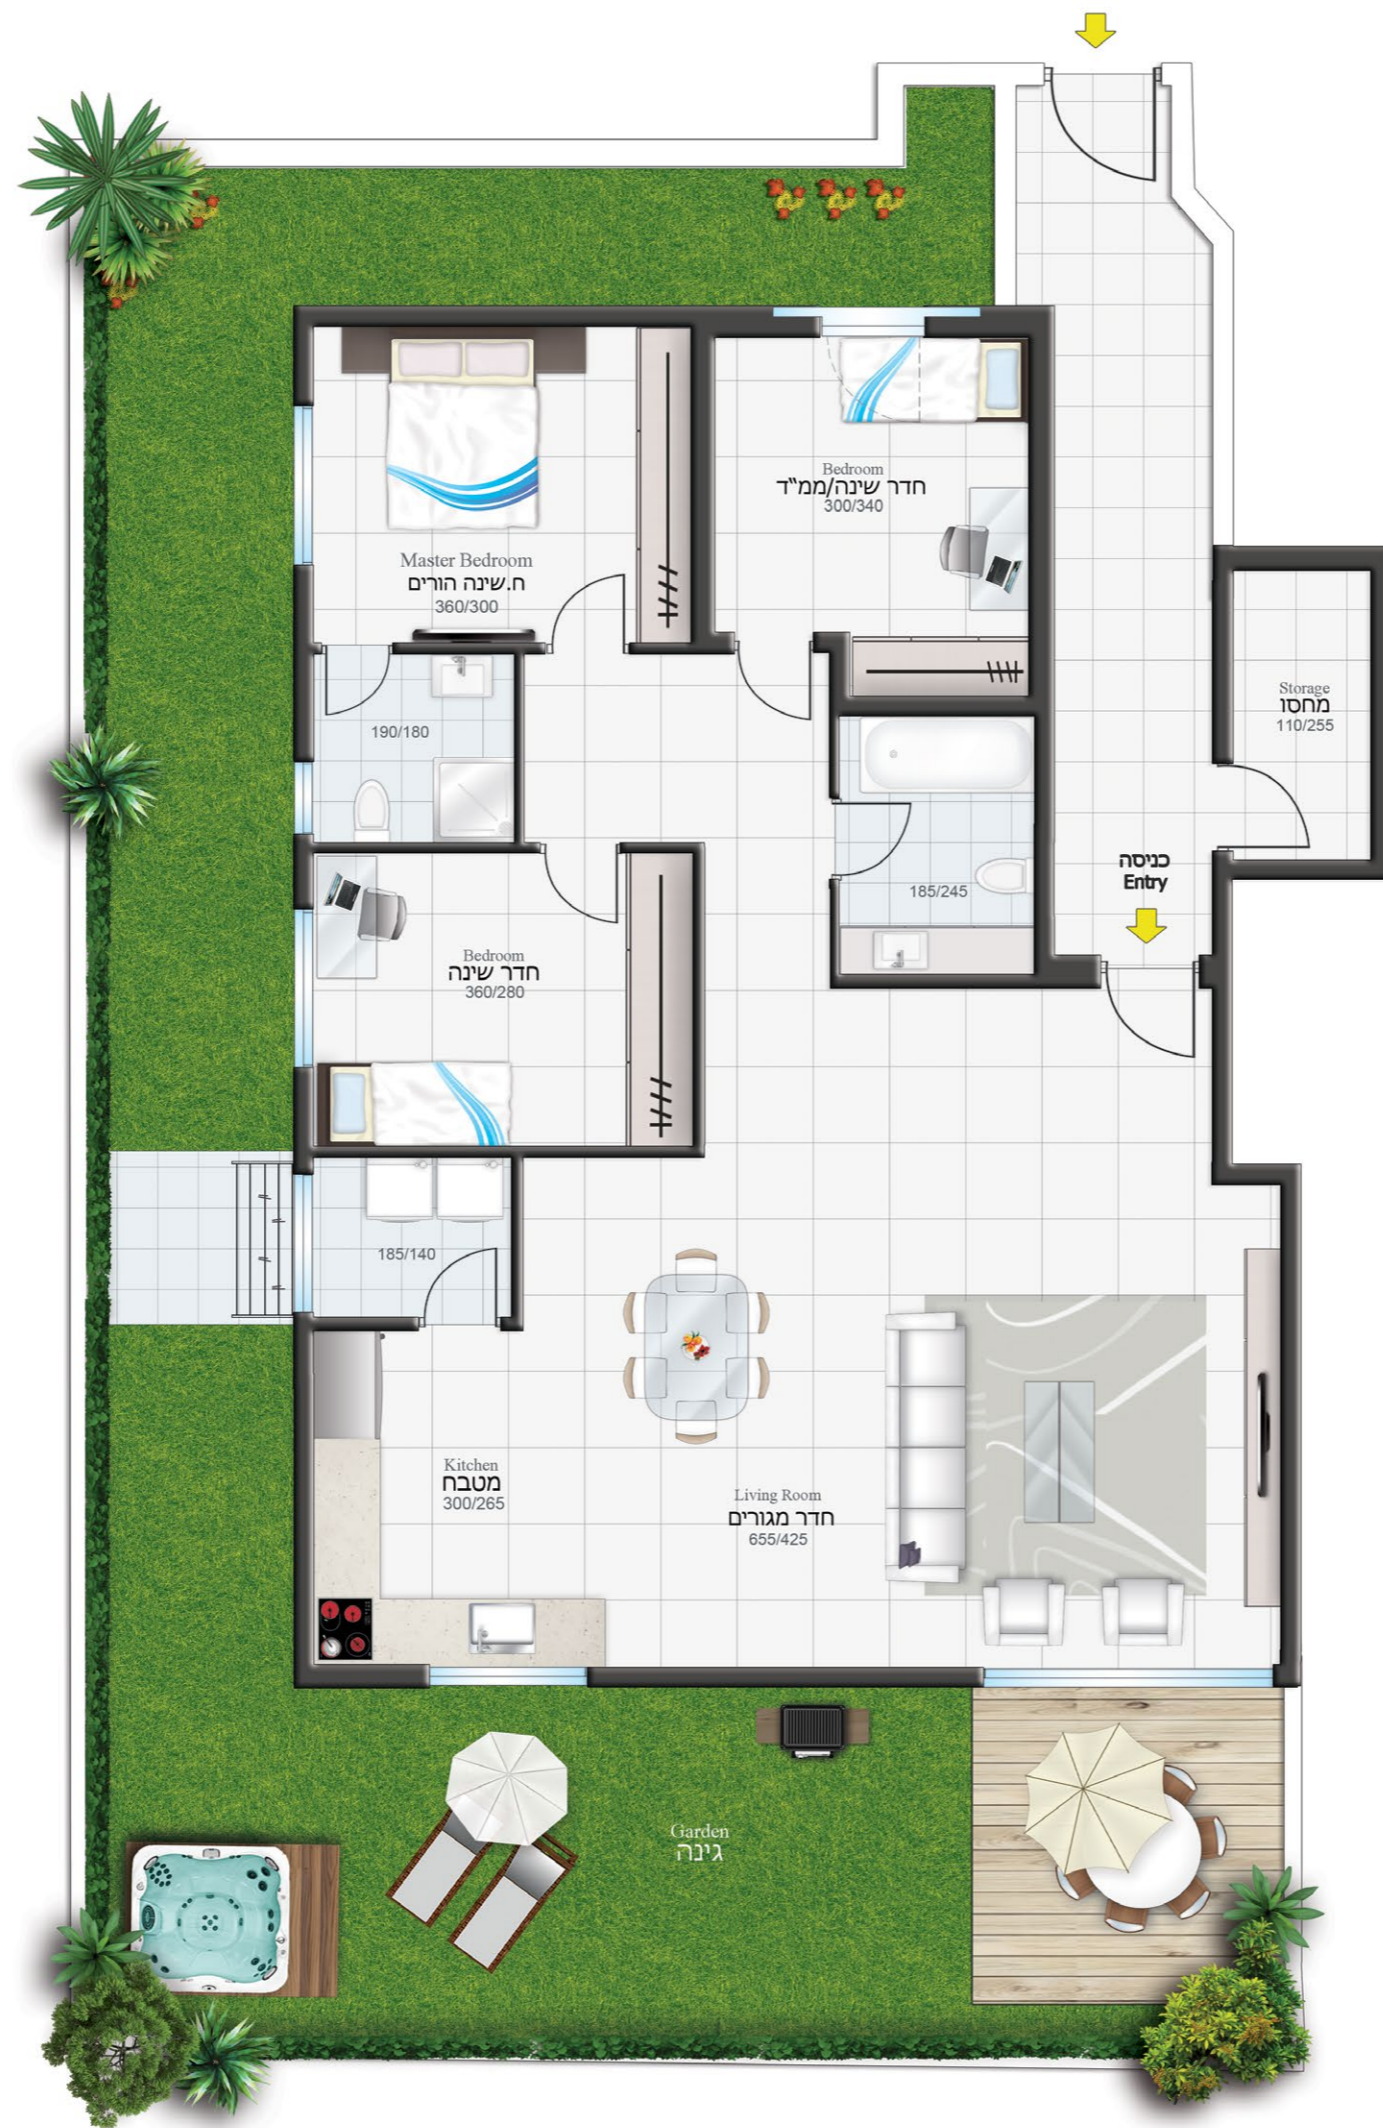 Bedroom
חדר שינה/ממ"ד
300/340
Master Bedroom
ח.שינה הורים
360/300
Storage
מחסו
110/255
190/180
כניסה
Entry
185/245
Bedroom
חדר שינה
360/280
185/140
Kitchen
מטבח
300/265
Living Room
חדר מגורים
655/425
Garden
גינה